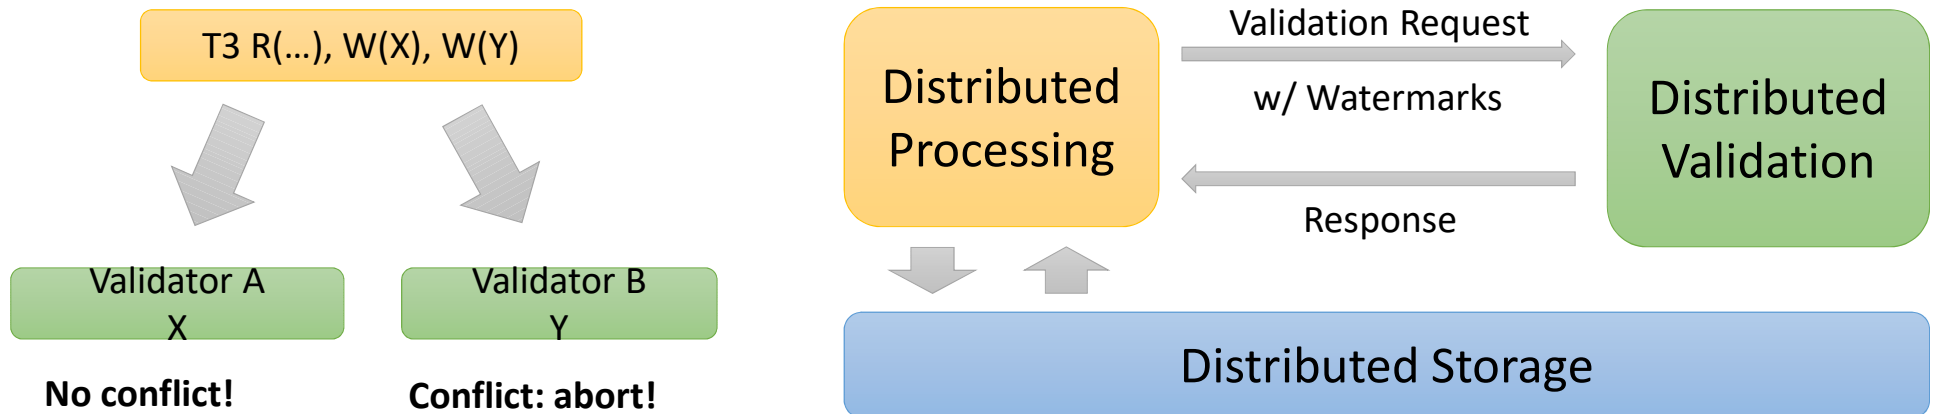 T3 R(…), W(X), W(Y)
Validator A
X
No conflict!
Validator B
Y
Conflict: abort!
Distributed
Processing
Validation Request
w/ Watermarks
Response
Distributed
Validation
Distributed Storage